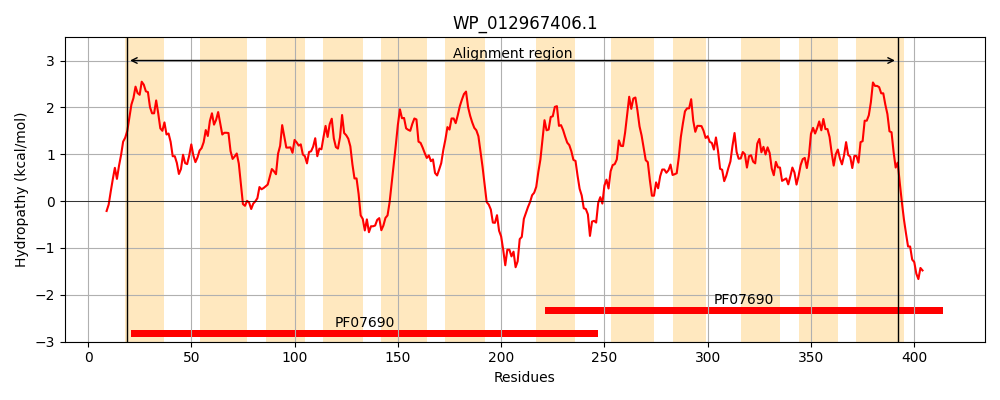 WP_012967406.1
Alignment region
3
2
1
0
−1
−2
−3
Hydropathy (kcal/mol)
PF07690
PF07690
0 50 100 150 200 250 300 350 400
Residues